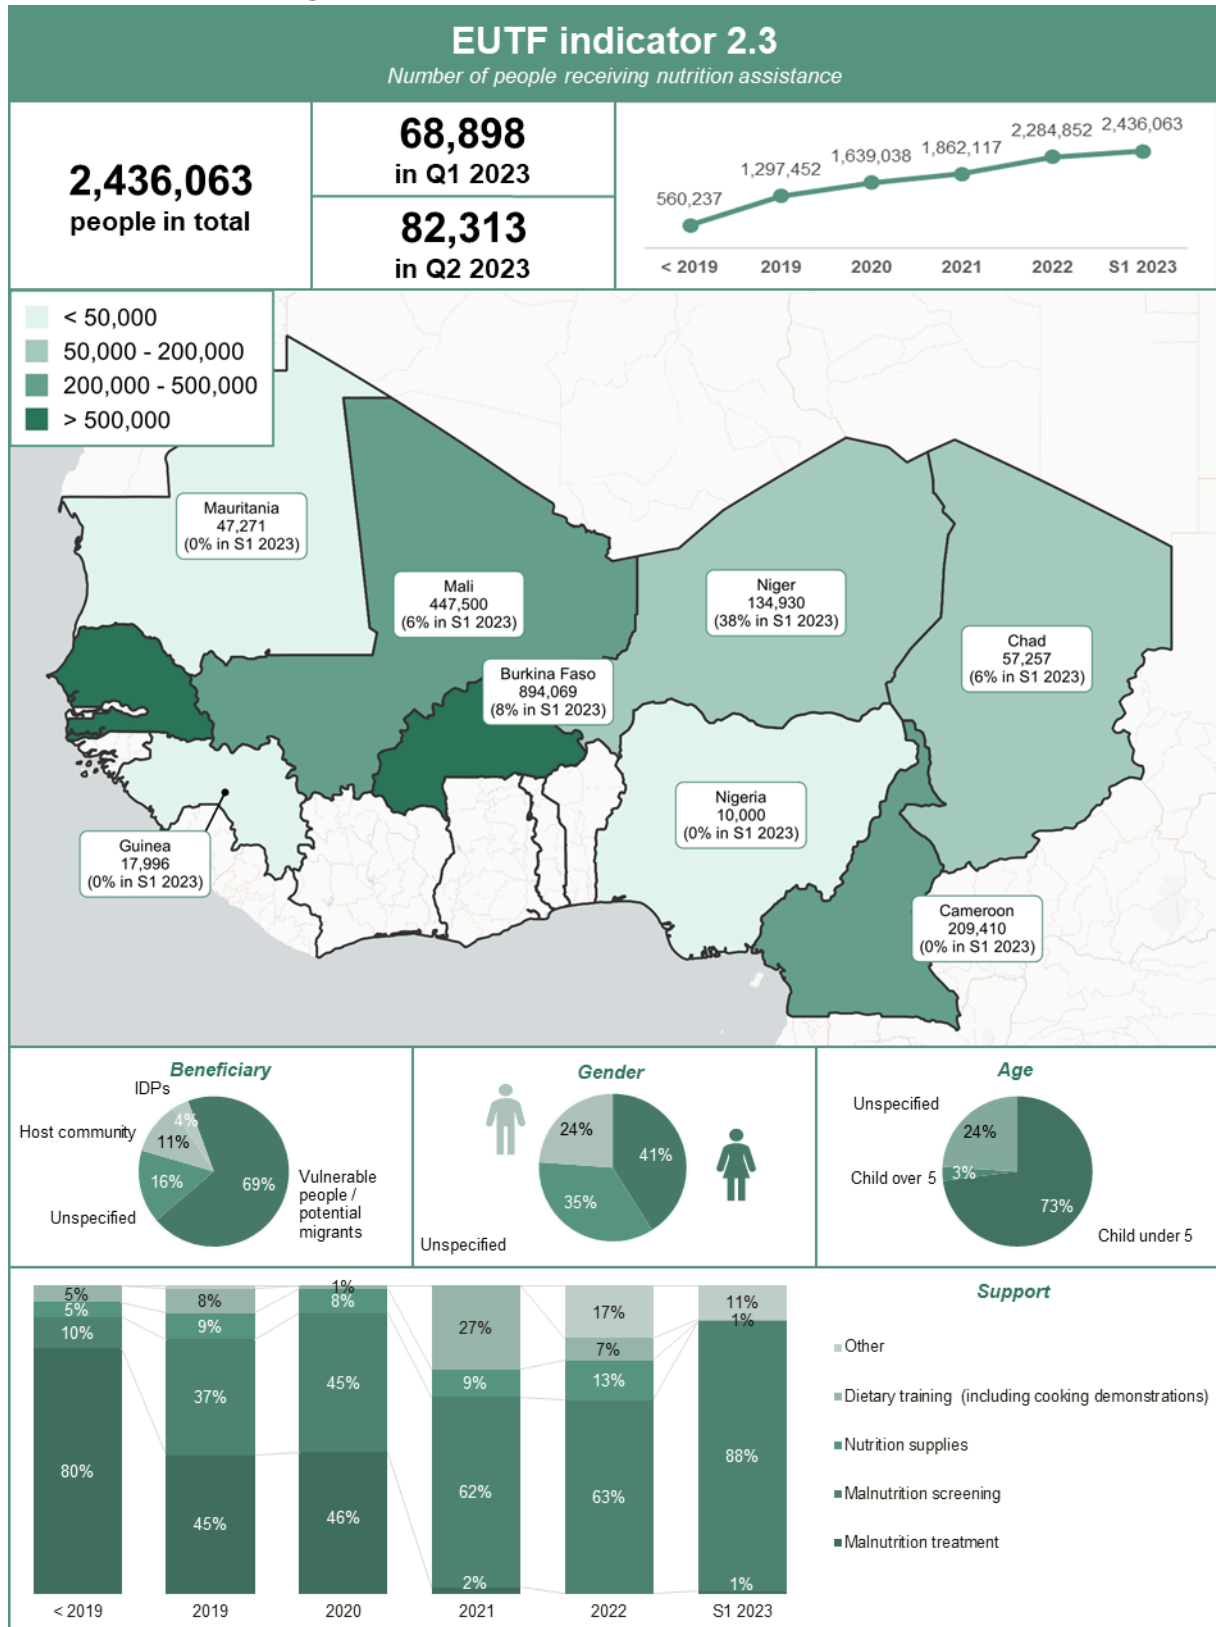 EUTF indicator 2.3
Number of people receiving nutrition assistance
2,436,063
people in total
68,898
in Q1 2023
82,313
in Q2 2023
560,237
1,297,452
1,639,038
1,862,117
2,284,852
2,436,063
< 2019
2019
2020
2021
2022
S1 2023
< 50,000
50,000 - 200,000
200,000 - 500,000
> 500,000
Mauritania
47,271
(0% in S1 2023)
Mali
447,500
(6% in S1 2023)
Niger
134,930
(38% in S1 2023)
Chad
57,257
(6% in S1 2023)
Burkina Faso
894,069
(8% in S1 2023)
Nigeria
10,000
(0% in S1 2023)
Guinea
17,996
(0% in S1 2023)
Cameroon
209,410
(0% in S1 2023)
Beneficiary
IDPs
4%
Host community
11%
16%
Unspecified
69%
Vulnerable
people /
potential
migrants
Gender
24%
41%
35%
Unspecified
Age
Unspecified
24%
Child over 5
3%
73%
Child under 5
5%
5%
10%
80%
< 2019
8%
9%
37%
45%
2019
1%
8%
45%
46%
2020
27%
9%
62%
2%
2021
17%
7%
13%
63%
2022
11%
1%
88%
1%
S1 2023
Support
Other
Dietary training (including cooking demonstrations)
Nutrition supplies
Malnutrition screening
Malnutrition treatment